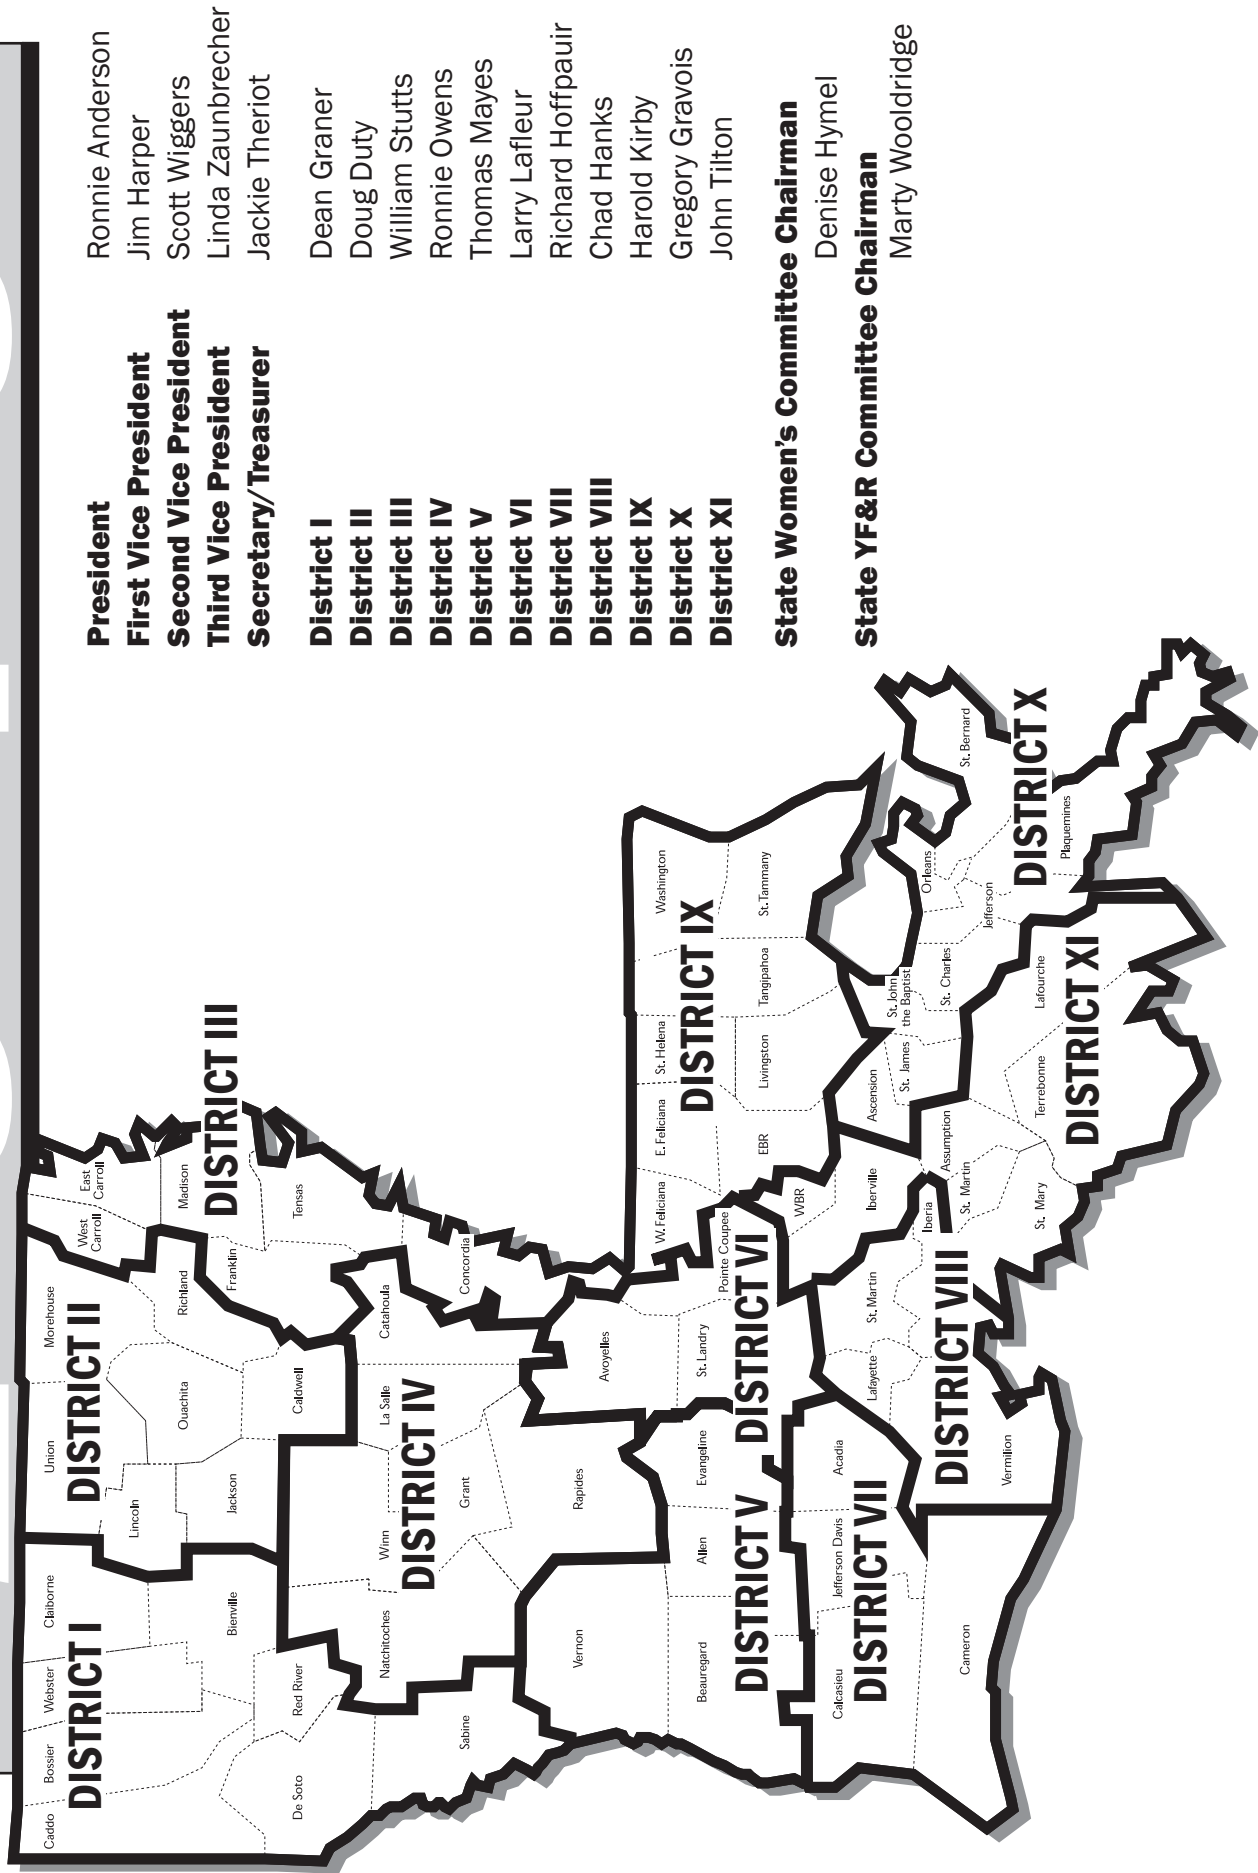 President Ronnie Anderson
First Vice President Jim Harper
Second Vice President Scott Wiggers
Third Vice President Linda Zaunbrecher
Secretary/Treasurer Jackie Theriot
District I Dean Graner
District II Doug Duty
District III William Stutts
District IV Ronnie Owens
District V Thomas Mayes
District VI Larry Lafleur
District VII Richard Hoffpauir
District VIII Chad Hanks
District IX Harold Kirby
District X Gregory Gravois
District XI John Tilton
State Women's Committee Chairman
Denise Hymel
State YF&R Committee Chairman
Marty Wooldridge
Caddo
Bossier
Webster
Claiborne
DISTRICT I
Bienville
Red River
De Soto
Sabine
Union
Morehouse
DISTRICT II
Lincoln
Ouachita
Richland
Jackson
Caldwell
West
Carroll
East
Carroll
Madison
DISTRICT III
Franklin
Tensas
Concordia
Natchitoches
Winn
La Salle
Catahoula
DISTRICT IV
Grant
Rapides
Vernon
Beauregard
Allen
Evangeline
DISTRICT V
Avoyelles
St. Landry
Pointe Coupee
DISTRICT VI
WBR
Iberville
Calcasieu
Jefferson Davis
Acadia
DISTRICT VII
Cameron
Lafayette
St. Martin
Iberia
DISTRICT VIII
Vermilion
St. Martin
St. Mary
Assumption
W. Feliciana
E. Feliciana
St. Helena
Washington
DISTRICT IX
EBR
Livingston
Tangipahoa
St. Tammany
Ascension
St. James
St. John
the Baptist
St. Charles
Orleans
Jefferson
St. Bernard
DISTRICT X
Plaquemines
Terrebonne
Lafourche
DISTRICT XI